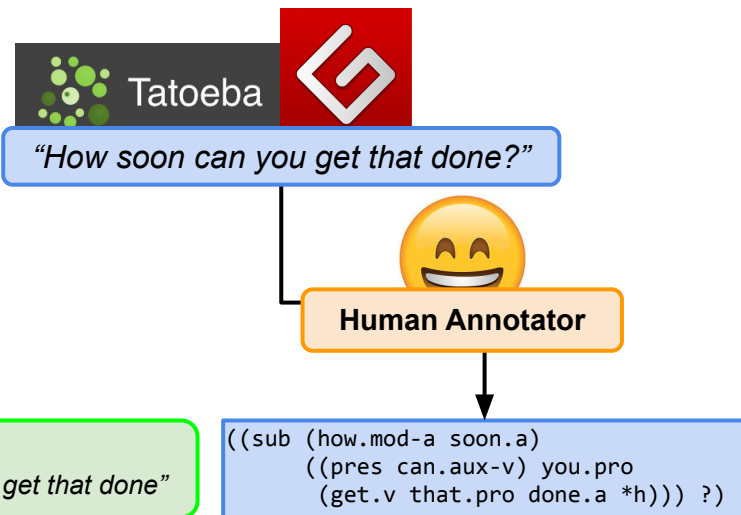 Tatoeba
“How soon can you get that done?”
Human Annotator
get that done”
((sub (how.mod-a soon.a)
((pres can.aux-v) you.pro
(get.v that.pro done.a *h))) ?)